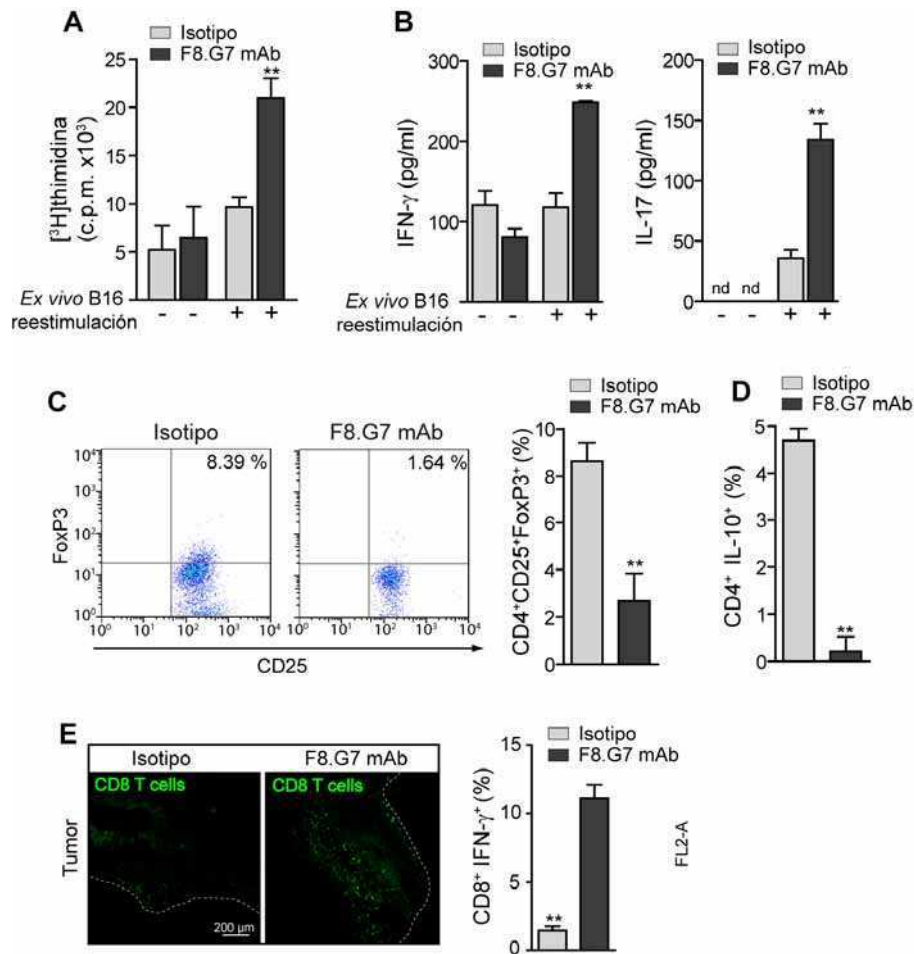 A
Isotipo
F8.G7 mAb
[³H]thimidina
(c.p.m. x10³)
25
20
15
10
5
**
Ex vivo B16
reestimulación
- - + +
B
Isotipo
F8.G7 mAb
IFN-γ (pg/ml)
300
200
100
0
**
Ex vivo B16
reestimulación
- - + +
Isotipo
F8.G7 mAb
IL-17 (pg/ml)
200
150
100
50
0
nd nd
**
- - + +
C
Isotipo
F8.G7 mAb
8.39 %
1.64 %
FoxP3
10⁴
10³
10²
10¹
10⁰
10⁰ 10¹ 10² 10³ 10⁴
10⁰ 10¹ 10² 10³ 10⁴
CD25
Isotipo
F8.G7 mAb
CD4⁺CD25⁺FoxP3⁺ (%)
10
8
6
4
2
0
**
D
Isotipo
F8.G7 mAb
CD4⁺ IL-10⁺ (%)
5
4
3
2
1
0
**
E
Isotipo
F8.G7 mAb
CD8 T cells
CD8 T cells
Tumor
200 µm
Isotipo
F8.G7 mAb
CD8⁺ IFN-γ⁺ (%)
15
10
5
0
**
FL2-A